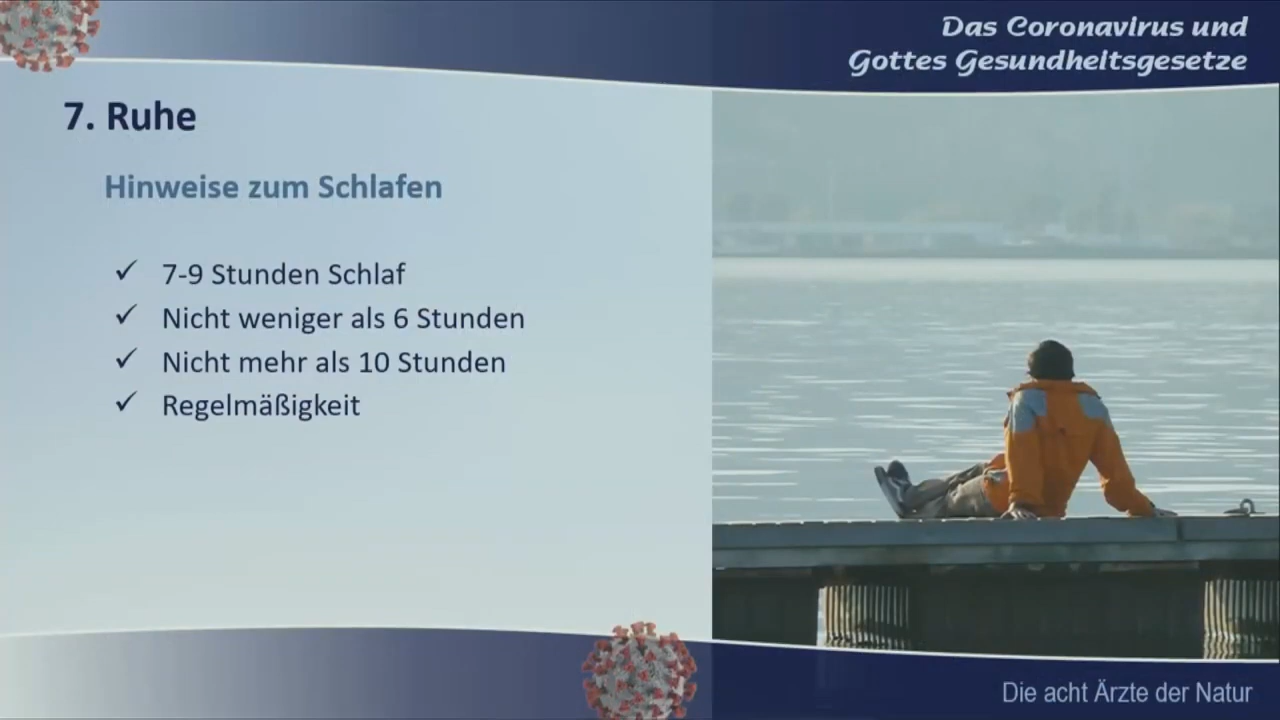 Das Coronavirus und
Gottes Gesundheitsgesetze
7. Ruhe
Hinweise zum Schlafen
✓ 7-9 Stunden Schlaf
✓ Nicht weniger als 6 Stunden
✓ Nicht mehr als 10 Stunden
✓ Regelmäßigkeit
Die acht Ärzte der Natur